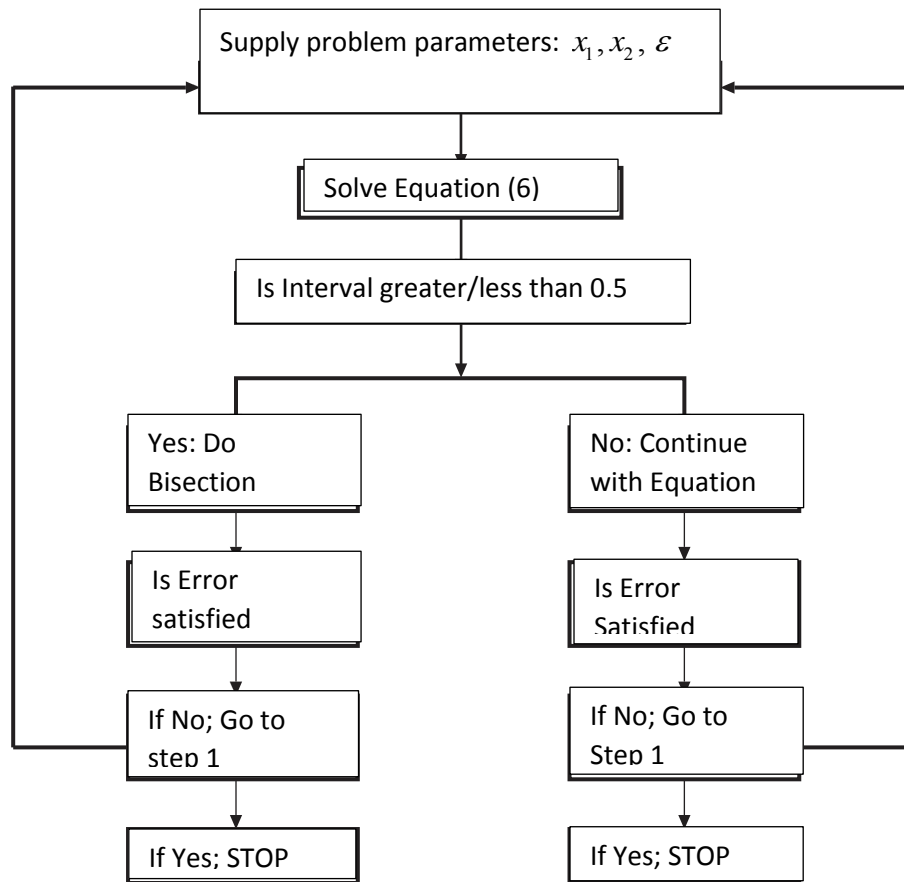 Supply problem parameters: x₁, x₂, ε
Solve Equation (6)
Is Interval greater/less than 0.5
Yes: Do
Bisection
No: Continue
with Equation
Is Error
satisfied
Is Error
Satisfied
If No; Go to
step 1
If No; Go to
Step 1
If Yes; STOP
If Yes; STOP